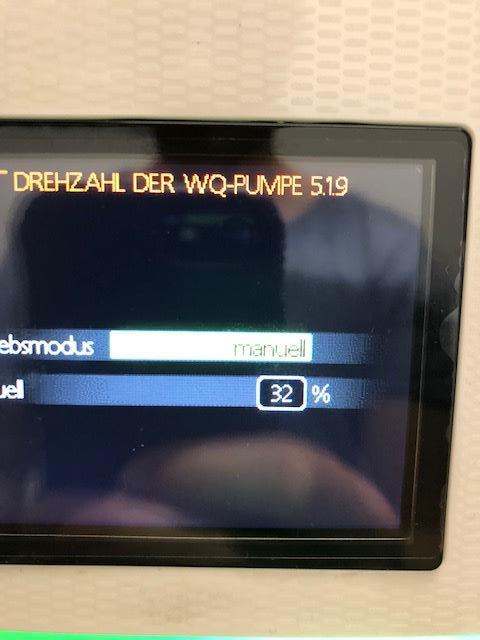 T DREHZAHL DER WQ-PUMPE 5.1.9
ebsmodus manuell
uell 32 %